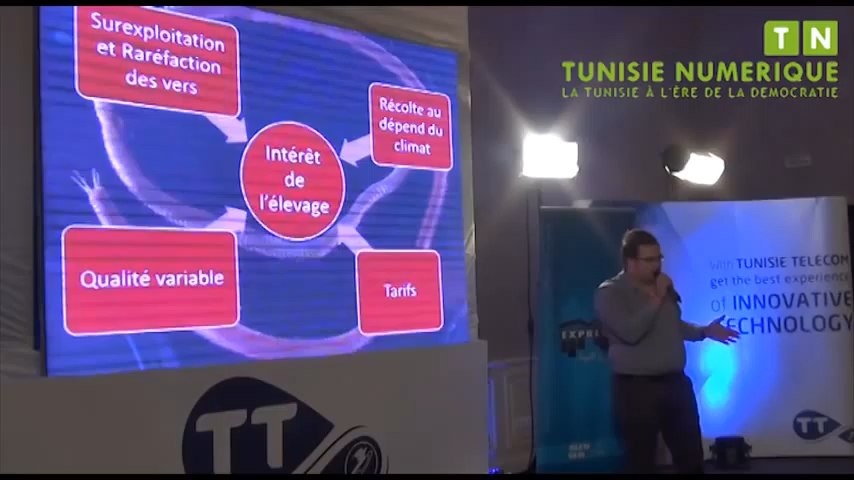 Surexploitation
et Raréfaction
des vers
Récolte au
dépend du
climat
Intérêt
de
l'élevage
Qualité variable
Tarifs
TN
TUNISIE NUMERIQUE
LA TUNISIE À L'ÈRE DE LA DEMOCRATIE
With TUNISIE TELECOM
get the best experience
of INNOVATIVE
TECHNOLOGY
EXPRE
TT
TT